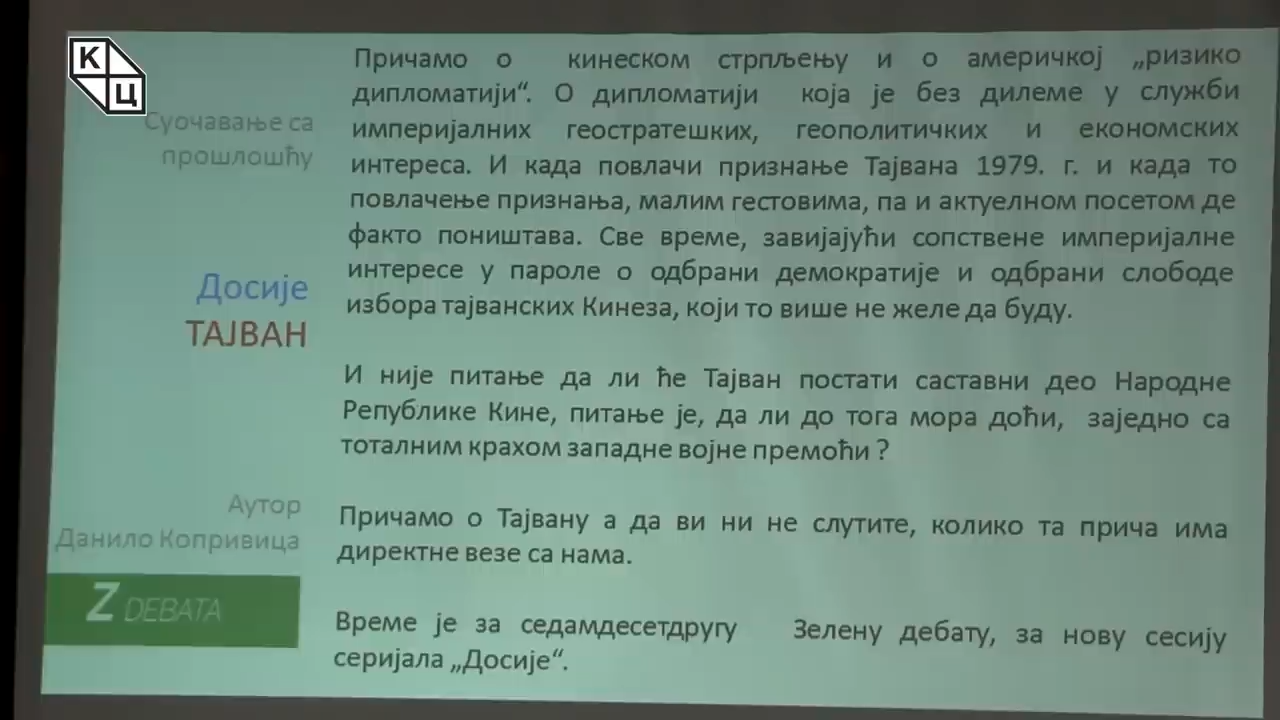 К
Ц
Суочавање са
прошлошћу
Досије
ТАЈВАН
Аутор
Данило Копривица
Z DEBATA
Причамо о кинеском стрпљењу и о америчкој „ризико
дипломатији“. О дипломатији која је без дилеме у служби
империјалних геостратешких, геополитичких и економских
интереса. И када повлачи признање Тајвана 1979. г. и када то
повлачење признања, малим гестовима, па и актуелном посетом де
факто поништава. Све време, завијајући сопствене империјалне
интересе у пароле о одбрани демократије и одбрани слободе
избора тајванских Кинеза, који то више не желе да буду.
И није питање да ли ће Тајван постати саставни део Народне
Републике Кине, питање је, да ли до тога мора доћи, заједно са
тоталним крахом западне војне премоћи ?
Причамо о Тајвану а да ви ни не слутите, колико та прича има
директне везе са нама.
Време је за седамдесетдругу Зелену дебату, за нову сесију
серијала „Досије“.